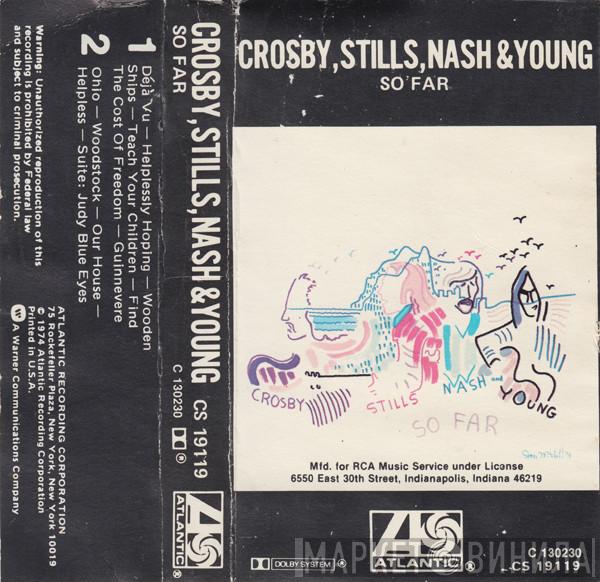 Warning: Unauthorized reproduction of this
recording is prohibited by Federal law
and subject to criminal prosecution.
1
Déjà Vu — Helplessly Hoping — Wooden
Ships — Teach Your Children — Find
The Cost Of Freedom — Guinnevere
2
Ohio — Woodstock — Our House —
Helpless — Suite: Judy Blue Eyes
ATLANTIC RECORDING CORPORATION
75 Rockefeller Plaza, New York, New York 10019
© 1974 Atlantic Recording Corporation
Printed in U.S.A.
A Warner Communications Company
CROSBY, STILLS, NASH & YOUNG
SO FAR
CS 19119
C 130230
ATLANTIC
CROSBY, STILLS, NASH & YOUNG
SO FAR
CROSBY
STILLS
NASH and
YOUNG
SO FAR
Mfd. for RCA Music Service under License
6550 East 30th Street, Indianapolis, Indiana 46219
DOLBY SYSTEM
ATLANTIC
C 130230
CS 19119
МАРКЕТ ВИНИЛА